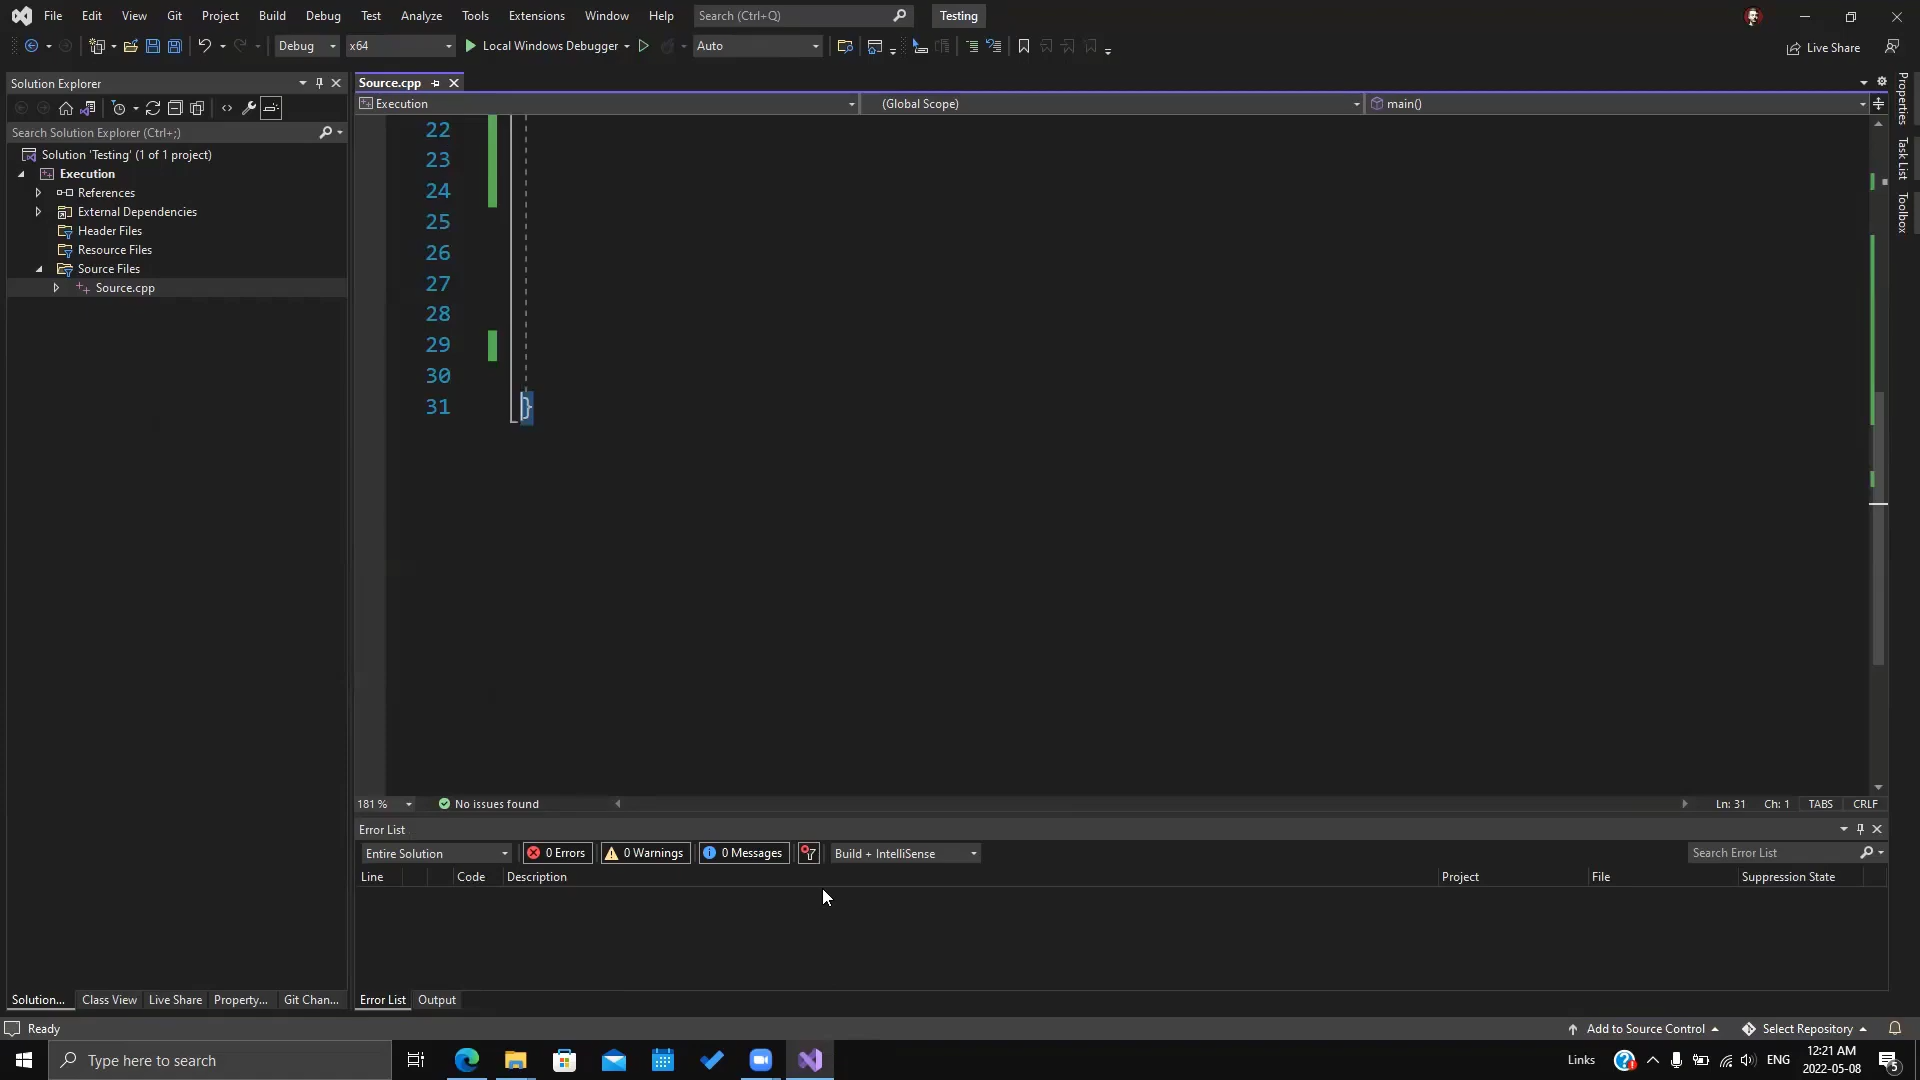 File Edit View Git Project Build Debug Test Analyze Tools Extensions Window Help Search (Ctrl+Q) Testing
Debug x64 Local Windows Debugger Auto Live Share
Solution Explorer
Search Solution Explorer (Ctrl+;)
Solution 'Testing' (1 of 1 project)
Execution
References
External Dependencies
Header Files
Resource Files
Source Files
Source.cpp
Solution... Class View Live Share Property... Git Chan...
Source.cpp
Execution (Global Scope) main()
22
23
24
25
26
27
28
29
30
31 }
181 % No issues found Ln: 31 Ch: 1 TABS CRLF
Error List
Entire Solution 0 Errors 0 Warnings 0 Messages Build + IntelliSense Search Error List
Line Code Description Project File Suppression State
Error List Output
Properties
Task List
Toolbox
Ready Add to Source Control Select Repository
Type here to search Links ENG 12:21 AM
2022-05-08
5